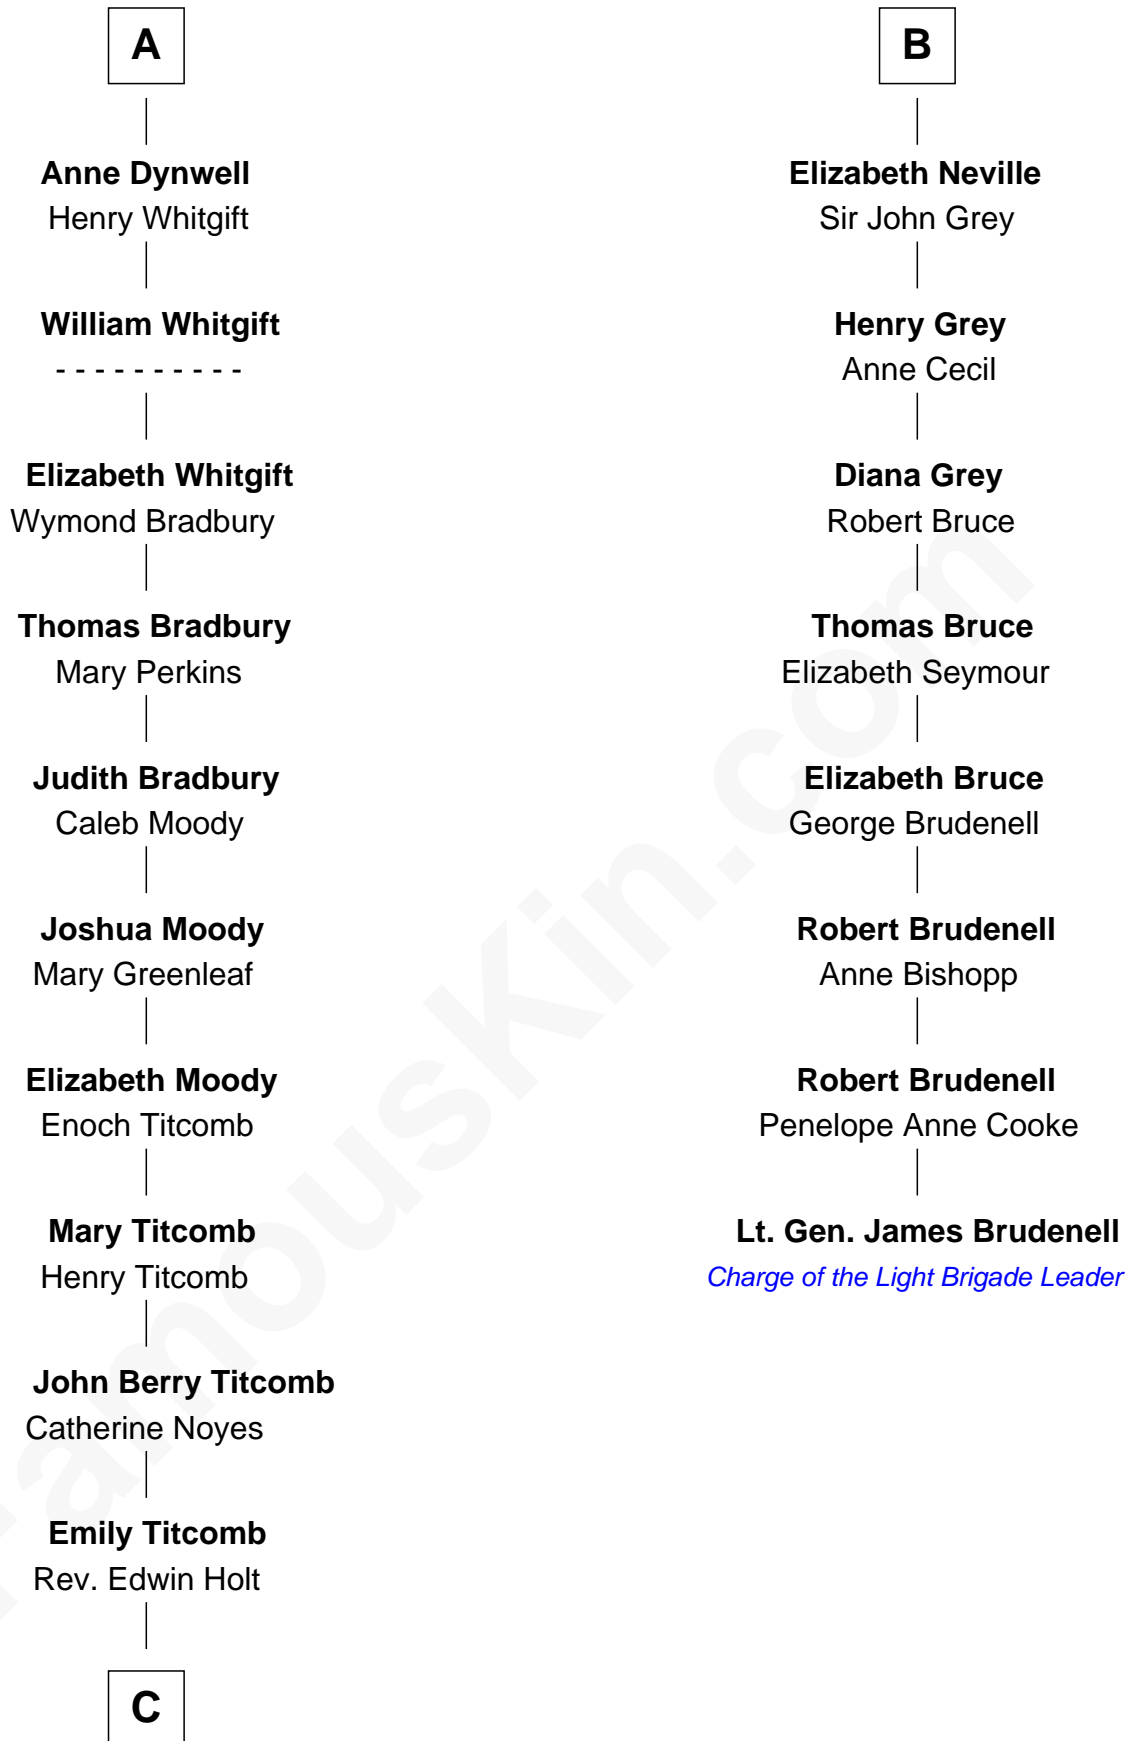 A
Anne Dynwell
Henry Whitgift
William Whitgift
- - - - - - - - - -
Elizabeth Whitgift
Wymond Bradbury
Thomas Bradbury
Mary Perkins
Judith Bradbury
Caleb Moody
Joshua Moody
Mary Greenleaf
Elizabeth Moody
Enoch Titcomb
Mary Titcomb
Henry Titcomb
John Berry Titcomb
Catherine Noyes
Emily Titcomb
Rev. Edwin Holt
C
B
Elizabeth Neville
Sir John Grey
Henry Grey
Anne Cecil
Diana Grey
Robert Bruce
Thomas Bruce
Elizabeth Seymour
Elizabeth Bruce
George Brudenell
Robert Brudenell
Anne Bishopp
Robert Brudenell
Penelope Anne Cooke
Lt. Gen. James Brudenell
Charge of the Light Brigade Leader
FamousKin.com